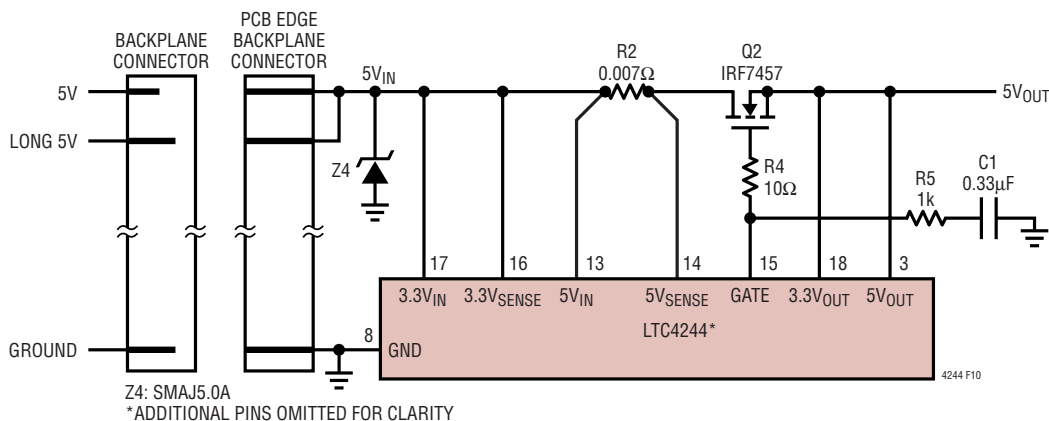 BACKPLANE
CONNECTOR
PCB EDGE
BACKPLANE
CONNECTOR
5V
LONG 5V
GROUND
5VIN
Z4
R2
0.007Ω
Q2
IRF7457
5VOUT
R4
10Ω
R5
1k
C1
0.33µF
17
16
13
14
15
18
3
3.3VIN
3.3VSENSE
5VIN
5VSENSE
GATE
3.3VOUT
5VOUT
LTC4244*
8
GND
4244 F10
Z4: SMAJ5.0A
*ADDITIONAL PINS OMITTED FOR CLARITY